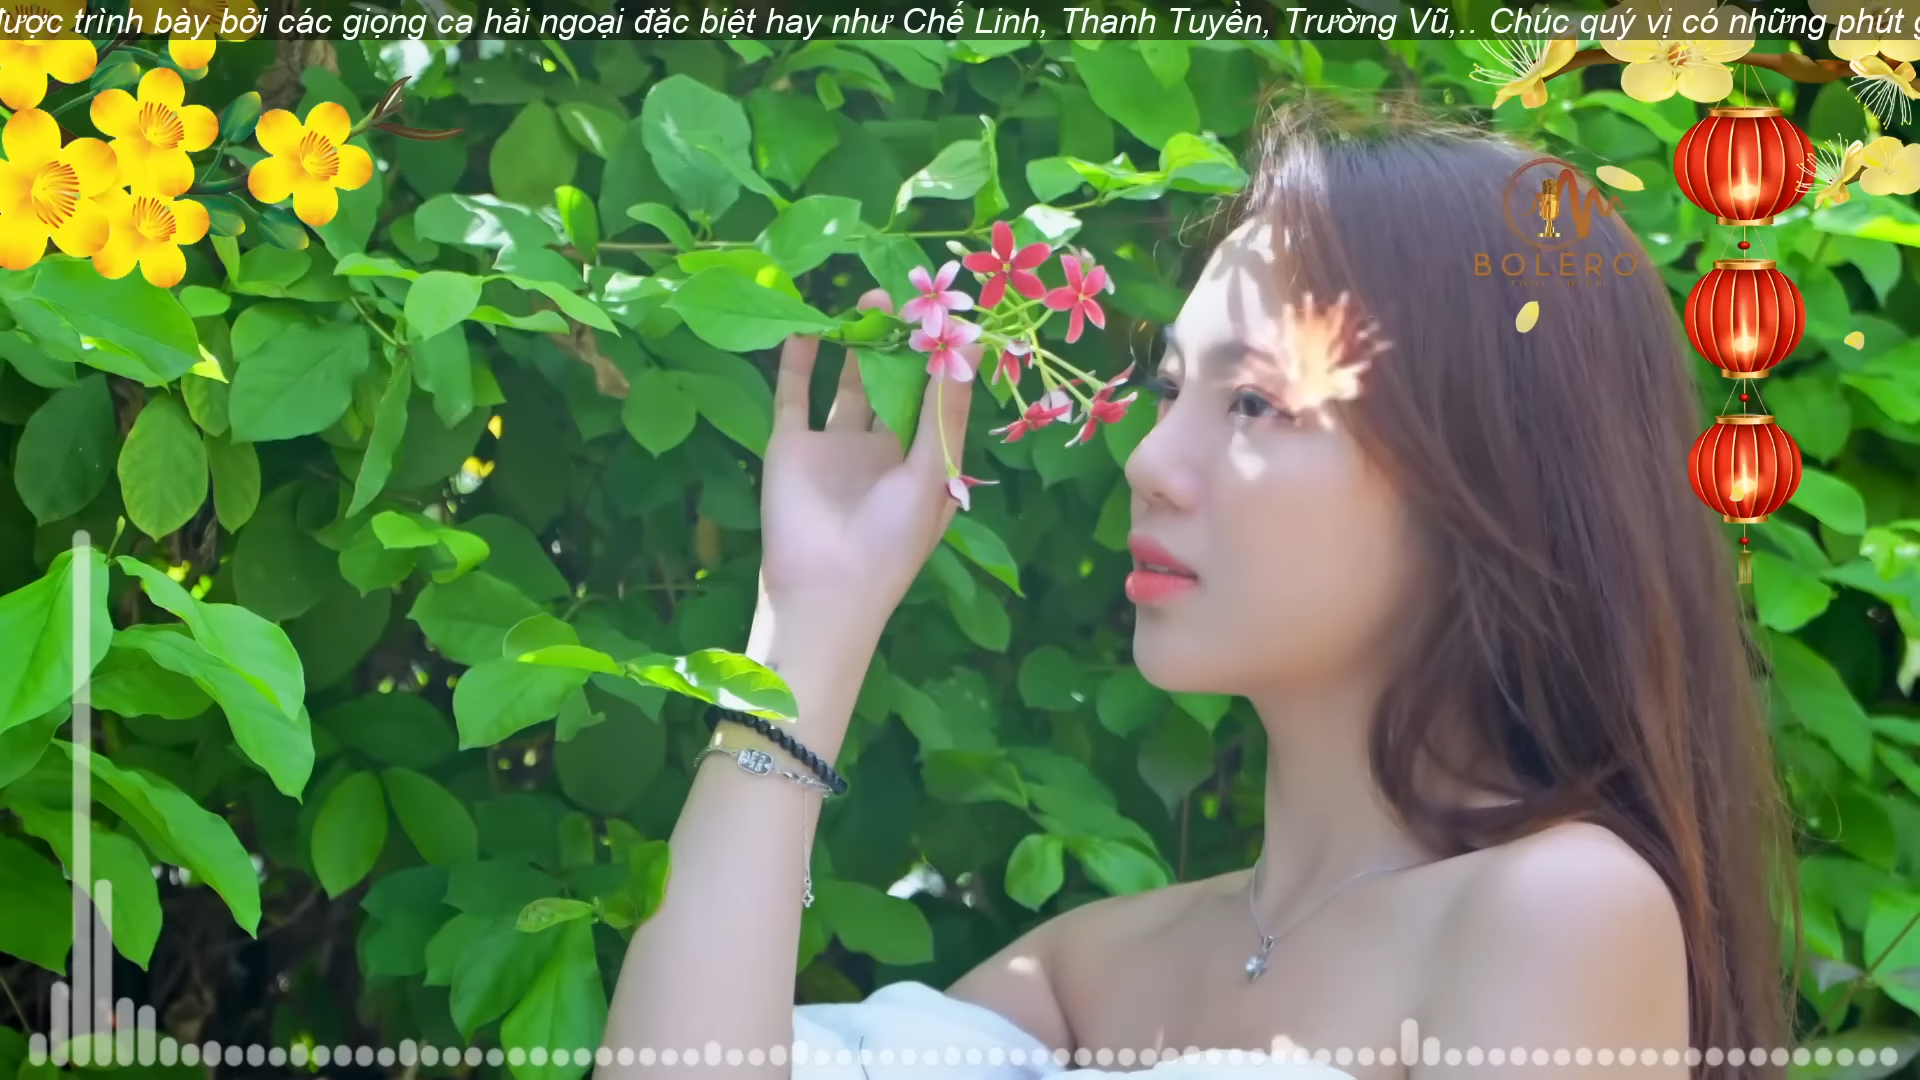 được trình bày bởi các giọng ca hải ngoại đặc biệt hay như Chế Linh, Thanh Tuyền, Trường Vũ,.. Chúc quý vị có những phút g
BOLERO